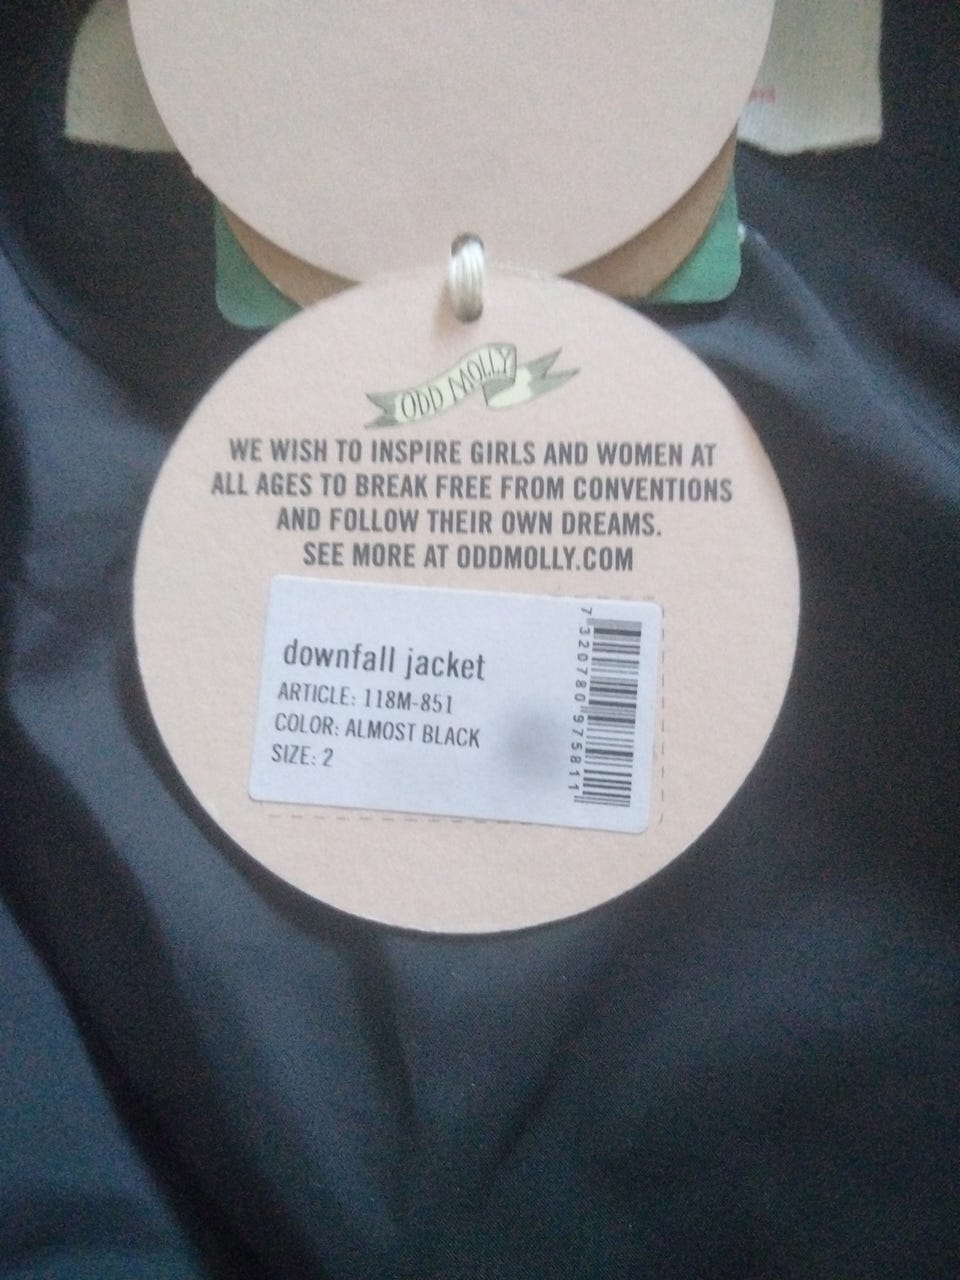 ODD MOLLY
WE WISH TO INSPIRE GIRLS AND WOMEN AT
ALL AGES TO BREAK FREE FROM CONVENTIONS
AND FOLLOW THEIR OWN DREAMS.
SEE MORE AT ODDMOLLY.COM
downfall jacket
ARTICLE: 118M-851
COLOR: ALMOST BLACK
SIZE: 2
7 320780 975811